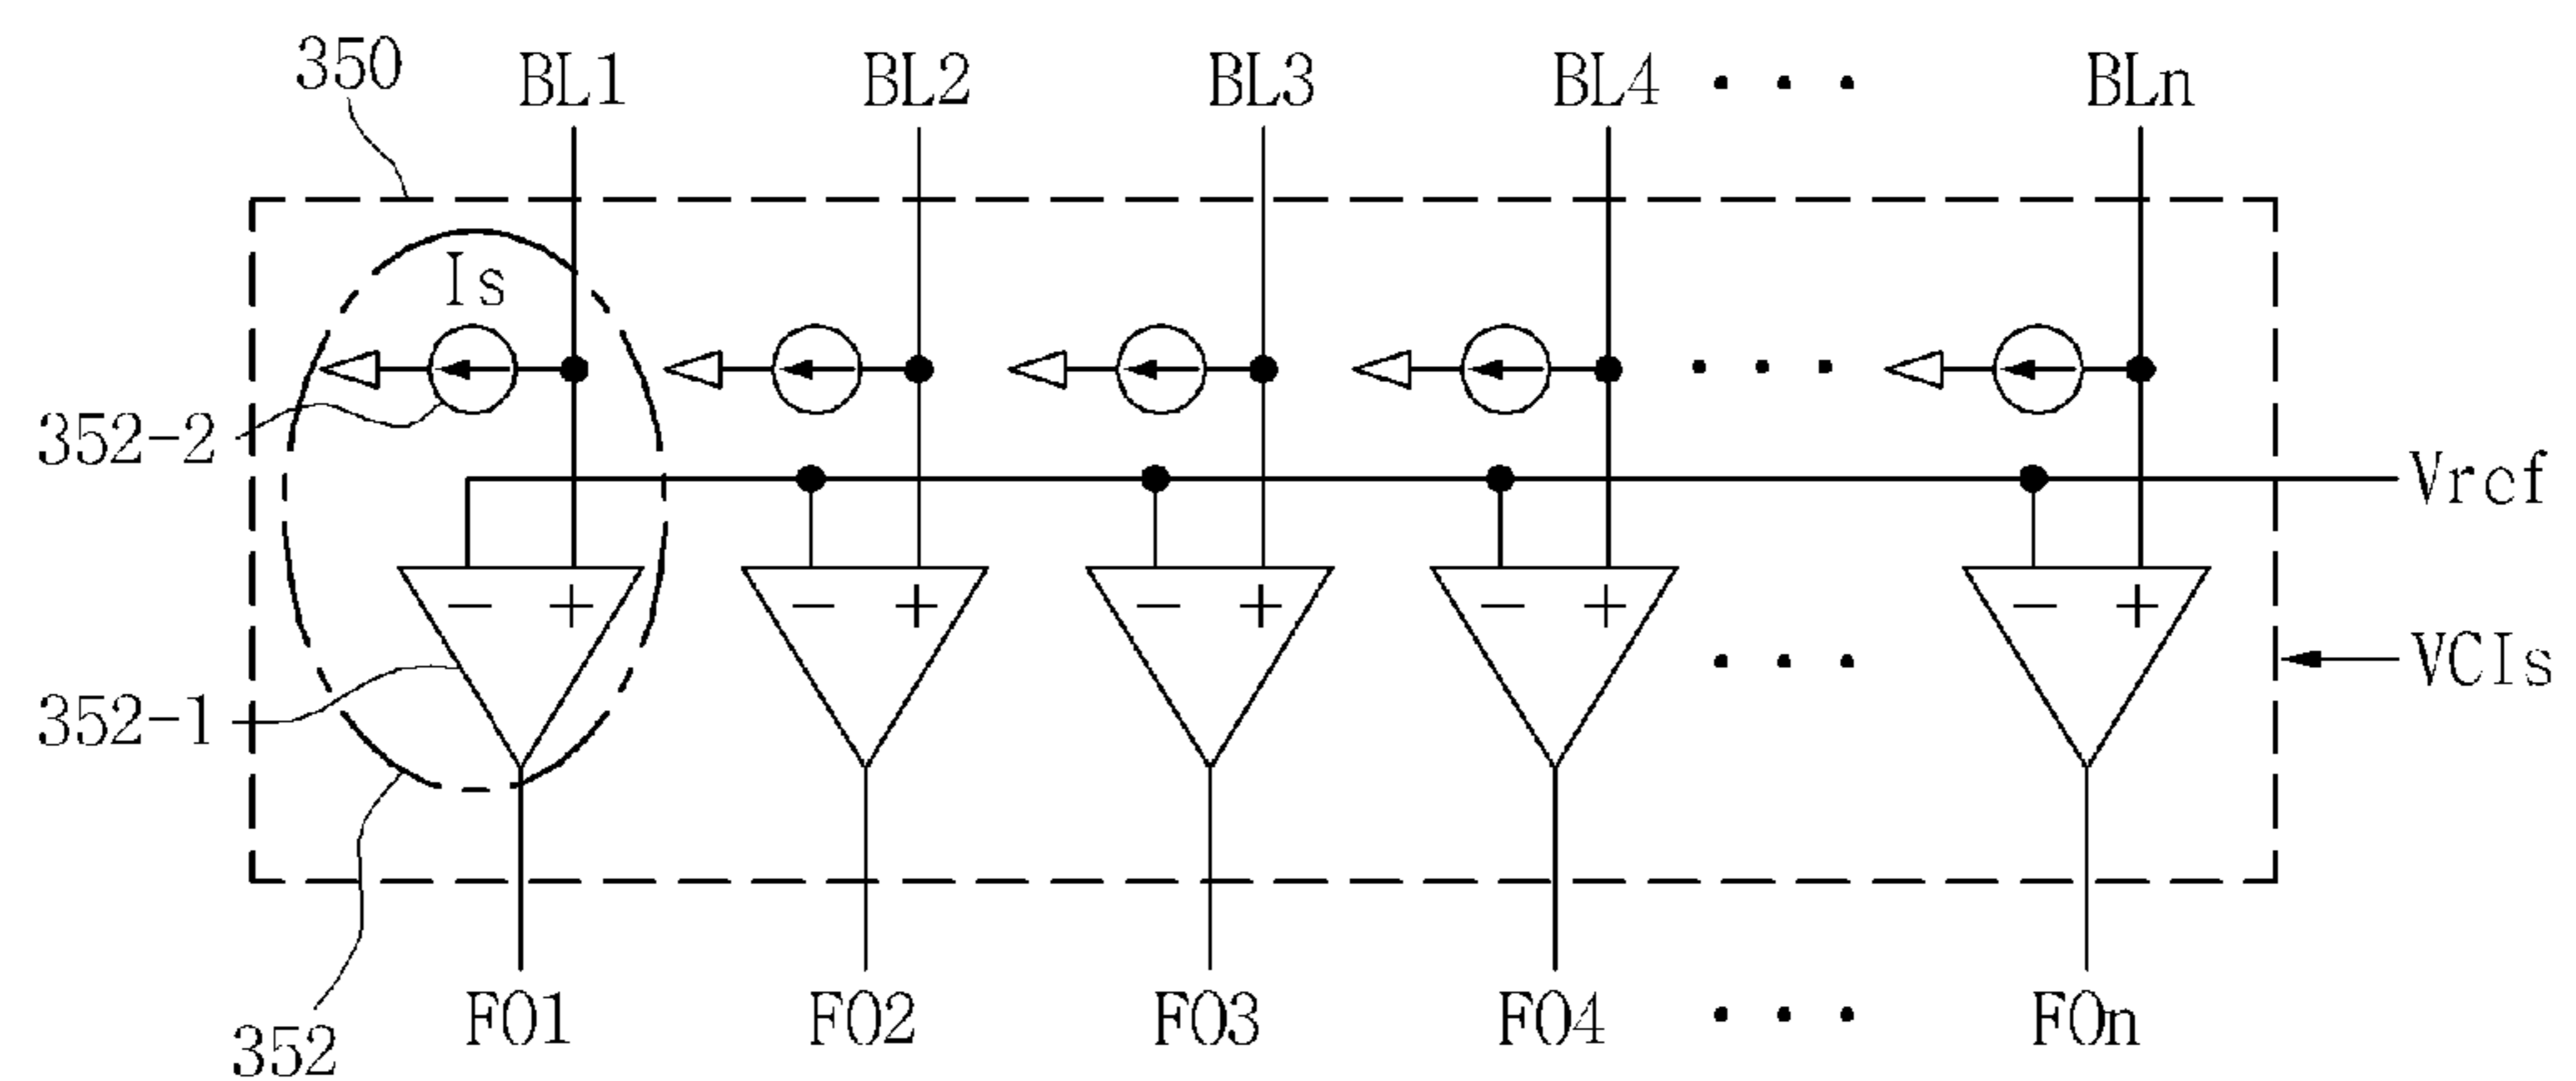 350 BL1 BL2 BL3 BL4 ... BLn
Is
352-2
Vref
− + − + − + − + ... − +
VCIs
352-1
FO1 FO2 FO3 FO4 ... FOn
352